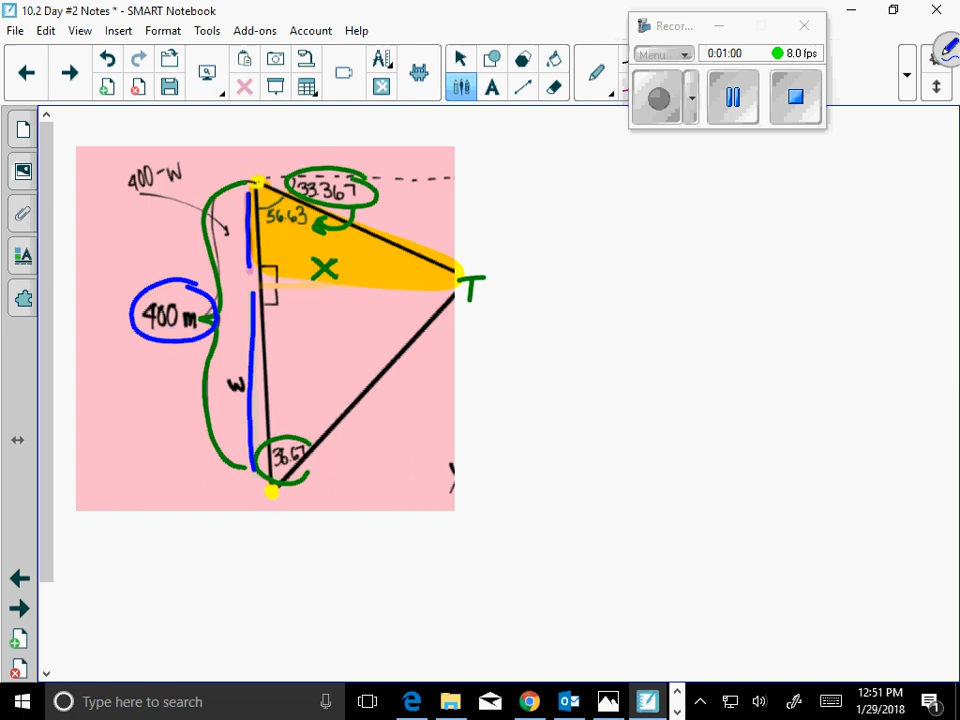 10.2 Day #2 Notes * - SMART Notebook
File Edit View Insert Format Tools Add-ons Account Help
Recor...
Menu 0:01:00 8.0 fps
400-W
33.367
56.63
X
T
400 m
W
36.67
Type here to search
12:51 PM
1/29/2018
1